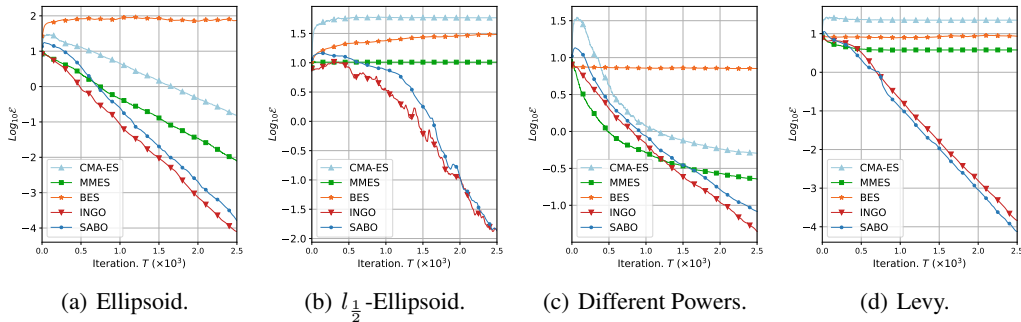 2
1
0
−1
−2
−3
−4
Log₁₀ℰ
CMA-ES
MMES
BES
INGO
SABO
0.0 0.5 1.0 1.5 2.0 2.5
Iteration. T (×10³)
(a) Ellipsoid.
1.5
1.0
0.5
0.0
−0.5
−1.0
−1.5
−2.0
Log₁₀ℰ
CMA-ES
MMES
BES
INGO
SABO
0.0 0.5 1.0 1.5 2.0 2.5
Iteration. T (×10³)
(b) l½-Ellipsoid.
1.5
1.0
0.5
0.0
−0.5
−1.0
Log₁₀ℰ
CMA-ES
MMES
BES
INGO
SABO
0.0 0.5 1.0 1.5 2.0 2.5
Iteration. T (×10³)
(c) Different Powers.
1
0
−1
−2
−3
−4
Log₁₀ℰ
CMA-ES
MMES
BES
INGO
SABO
0.0 0.5 1.0 1.5 2.0 2.5
Iteration. T (×10³)
(d) Levy.